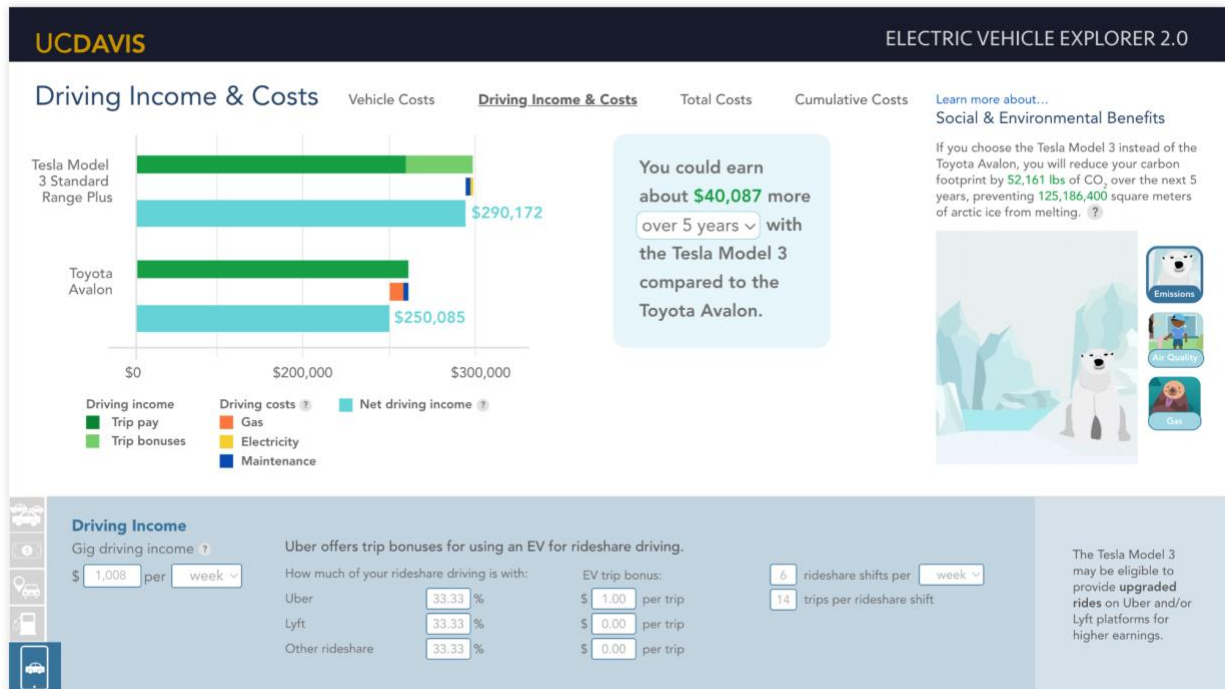 UCDAVIS
ELECTRIC VEHICLE EXPLORER 2.0
Driving Income & Costs
Vehicle Costs
Driving Income & Costs
Total Costs
Cumulative Costs
Tesla Model
3 Standard
Range Plus
$290,172
Toyota
Avalon
$250,085
$0
$200,000
$300,000
Driving income
Trip pay
Trip bonuses
Driving costs ?
Gas
Electricity
Maintenance
Net driving income ?
You could earn
about $40,087 more
over 5 years with
the Tesla Model 3
compared to the
Toyota Avalon.
Learn more about...
Social & Environmental Benefits
If you choose the Tesla Model 3 instead of the
Toyota Avalon, you will reduce your carbon
footprint by 52,161 lbs of CO₂ over the next 5
years, preventing 125,186,400 square meters
of arctic ice from melting. ?
Emissions
Air Quality
Gas
Driving Income
Gig driving income ?
$ 1,008 per week
Uber offers trip bonuses for using an EV for rideshare driving.
How much of your rideshare driving is with:
Uber 33.33 %
Lyft 33.33 %
Other rideshare 33.33 %
EV trip bonus:
$ 1.00 per trip
$ 0.00 per trip
$ 0.00 per trip
6 rideshare shifts per week
14 trips per rideshare shift
The Tesla Model 3
may be eligible to
provide upgraded
rides on Uber and/or
Lyft platforms for
higher earnings.